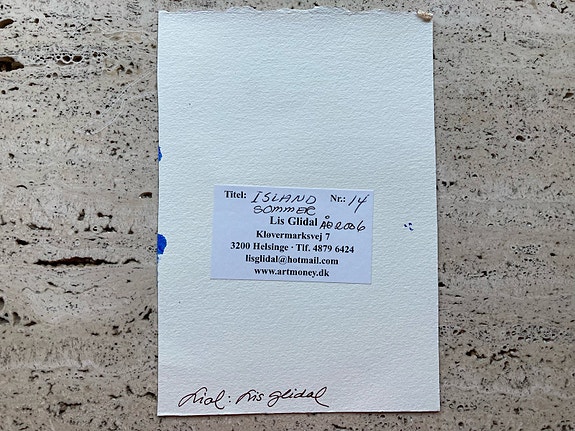 Titel: ISLAND Nr.: 14
SOMMER
Lis Glidal ÅÐ 2006
Kløvermarksvej 7
3200 Helsinge · Tlf. 4879 6424
lisglidal@hotmail.com
www.artmoney.dk
: Lis Glidal